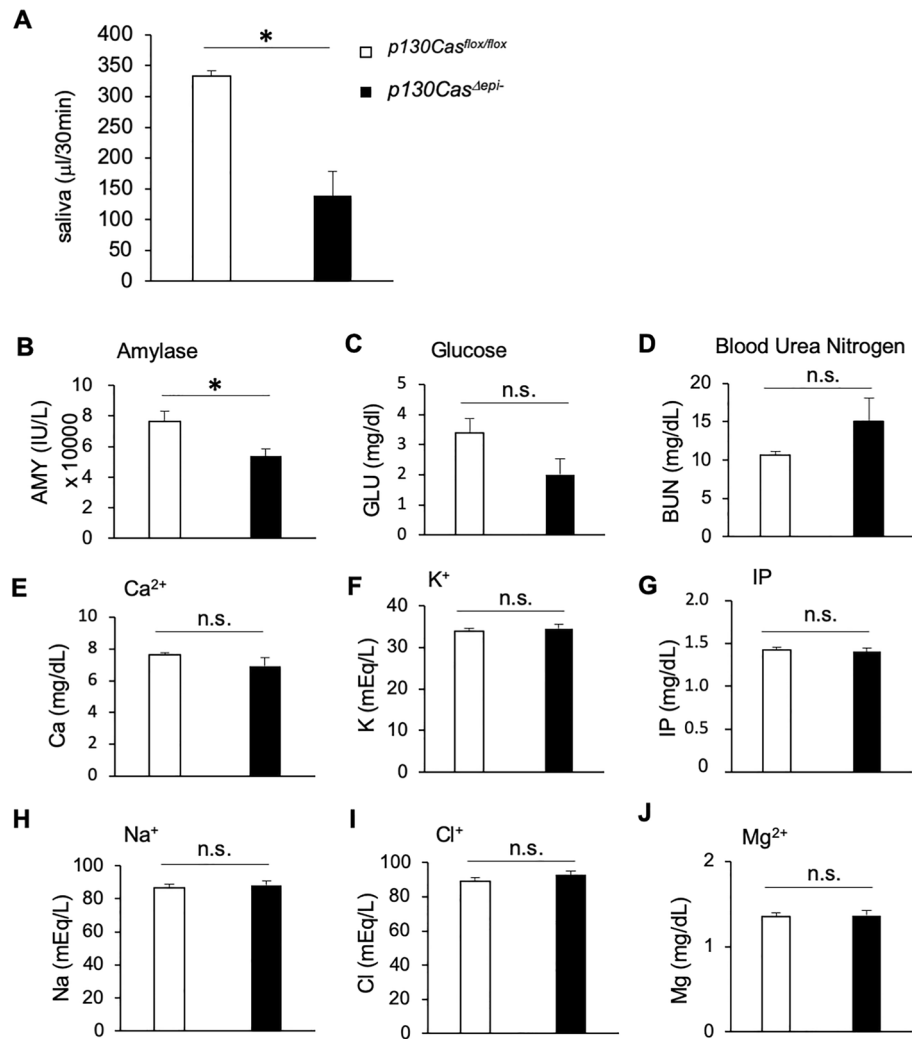 A
*
p130Cas^flox/flox
p130Cas^Δepi-
saliva (μl/30min)
400
350
300
250
200
150
100
50
0
B
Amylase
*
AMY (IU/L)
x 10000
10
8
6
4
2
0
C
Glucose
n.s.
GLU (mg/dl)
5
4
3
2
1
0
D
Blood Urea Nitrogen
n.s.
BUN (mg/dL)
20
15
10
5
0
E
Ca²⁺
n.s.
Ca (mg/dL)
10
8
6
4
2
0
F
K⁺
n.s.
K (mEq/L)
40
30
20
10
0
G
IP
n.s.
IP (mg/dL)
2.0
1.5
1.0
0.5
0
H
Na⁺
n.s.
Na (mEq/L)
100
80
60
40
20
0
I
Cl⁺
n.s.
Cl (mEq/L)
100
80
60
40
20
0
J
Mg²⁺
n.s.
Mg (mg/dL)
2
1
0